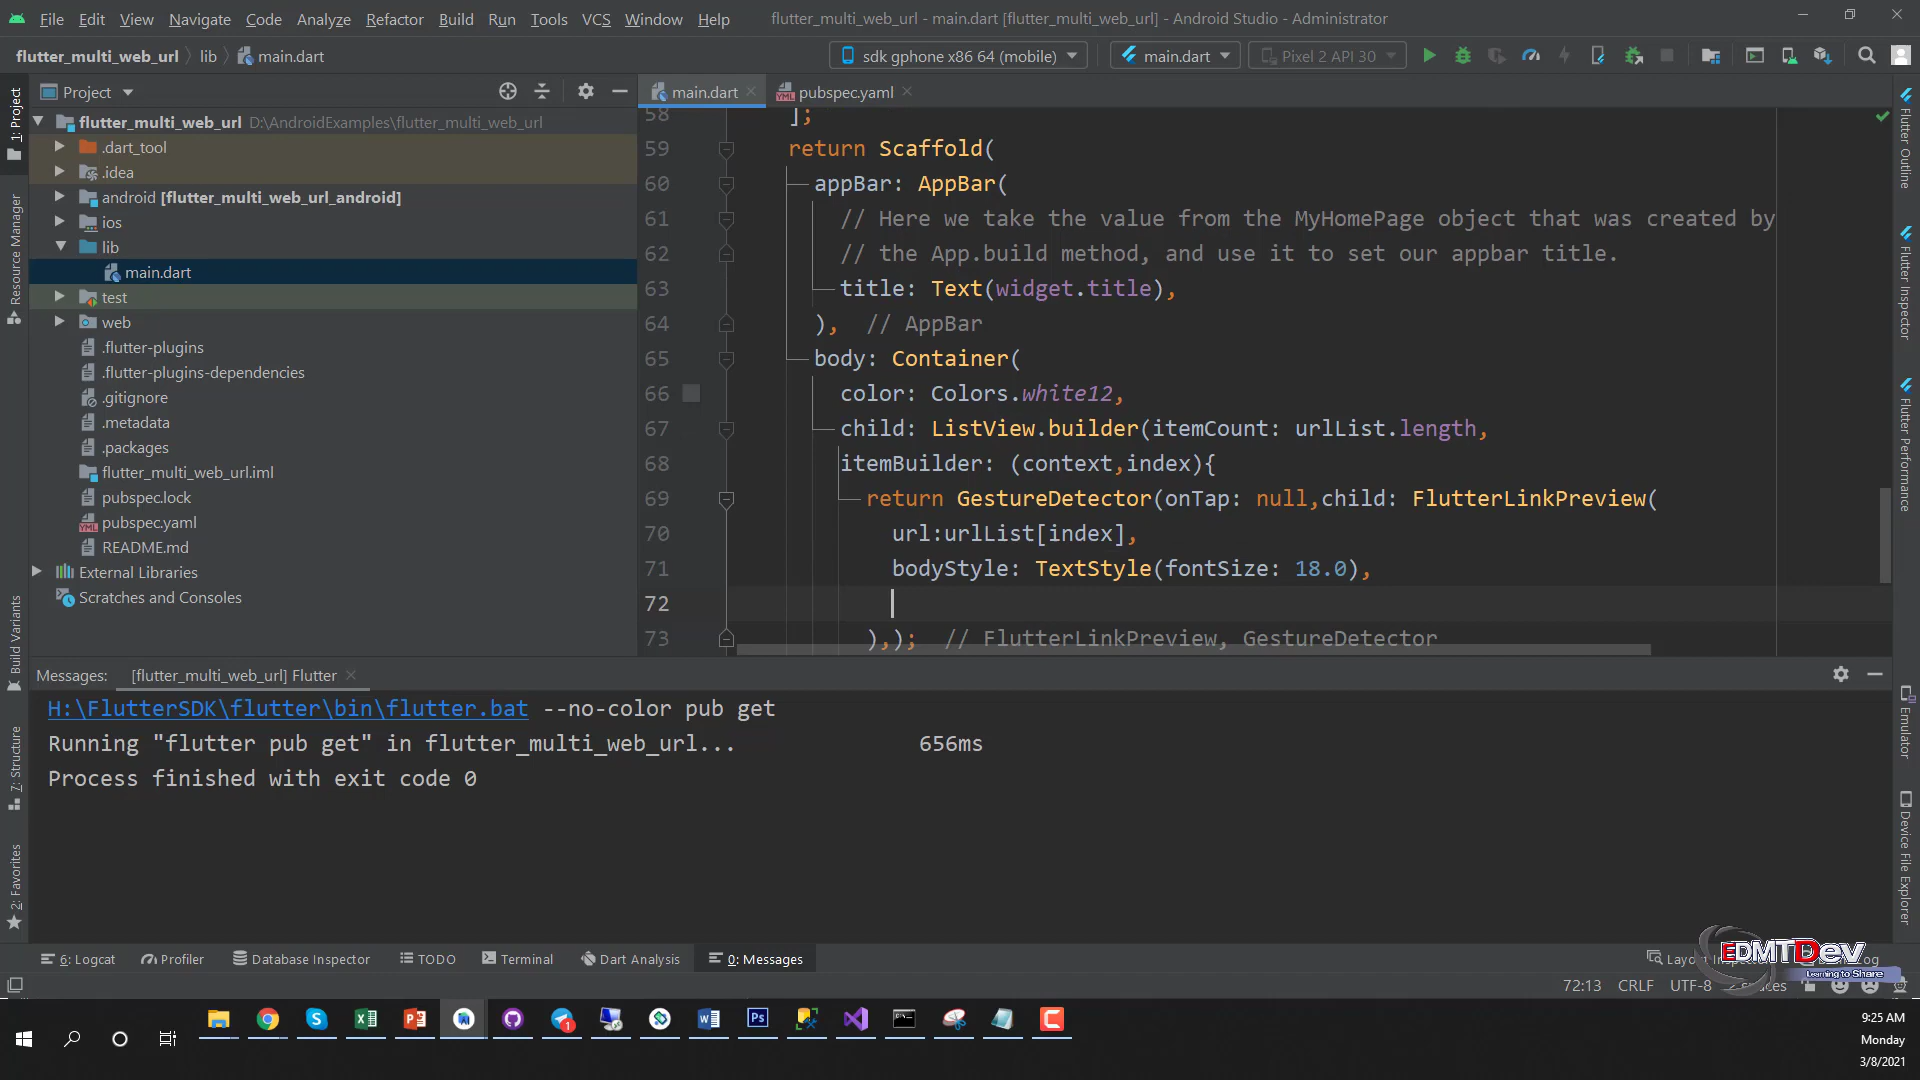 File Edit View Navigate Code Analyze Refactor Build Run Tools VCS Window Help flutter_multi_web_url - main.dart [flutter_multi_web_url] - Android Studio - Administrator
flutter_multi_web_url lib main.dart sdk gphone x86 64 (mobile) main.dart Pixel 2 API 30
Project main.dart pubspec.yaml
1: Project
Resource Manager
Build Variants
7: Structure
2: Favorites
flutter_multi_web_url D:\AndroidExamples\flutter_multi_web_url
.dart_tool
.idea
android [flutter_multi_web_url_android]
ios
lib
main.dart
test
web
.flutter-plugins
.flutter-plugins-dependencies
.gitignore
.metadata
.packages
flutter_multi_web_url.iml
pubspec.lock
pubspec.yaml
README.md
External Libraries
Scratches and Consoles
58 ];
59 return Scaffold(
60 appBar: AppBar(
61 // Here we take the value from the MyHomePage object that was created by
62 // the App.build method, and use it to set our appbar title.
63 title: Text(widget.title),
64 ), // AppBar
65 body: Container(
66 color: Colors.white12,
67 child: ListView.builder(itemCount: urlList.length,
68 itemBuilder: (context,index){
69 return GestureDetector(onTap: null,child: FlutterLinkPreview(
70 url:urlList[index],
71 bodyStyle: TextStyle(fontSize: 18.0),
72
73 ),); // FlutterLinkPreview, GestureDetector
Flutter Outline
Flutter Inspector
Flutter Performance
Emulator
Device File Explorer
Messages: [flutter_multi_web_url] Flutter
H:\FlutterSDK\flutter\bin\flutter.bat --no-color pub get
Running "flutter pub get" in flutter_multi_web_url... 656ms
Process finished with exit code 0
6: Logcat Profiler Database Inspector TODO Terminal Dart Analysis 0: Messages
EDMTDev
Learning to Share
72:13 CRLF UTF-8 2 spaces
9:25 AM
Monday
3/8/2021